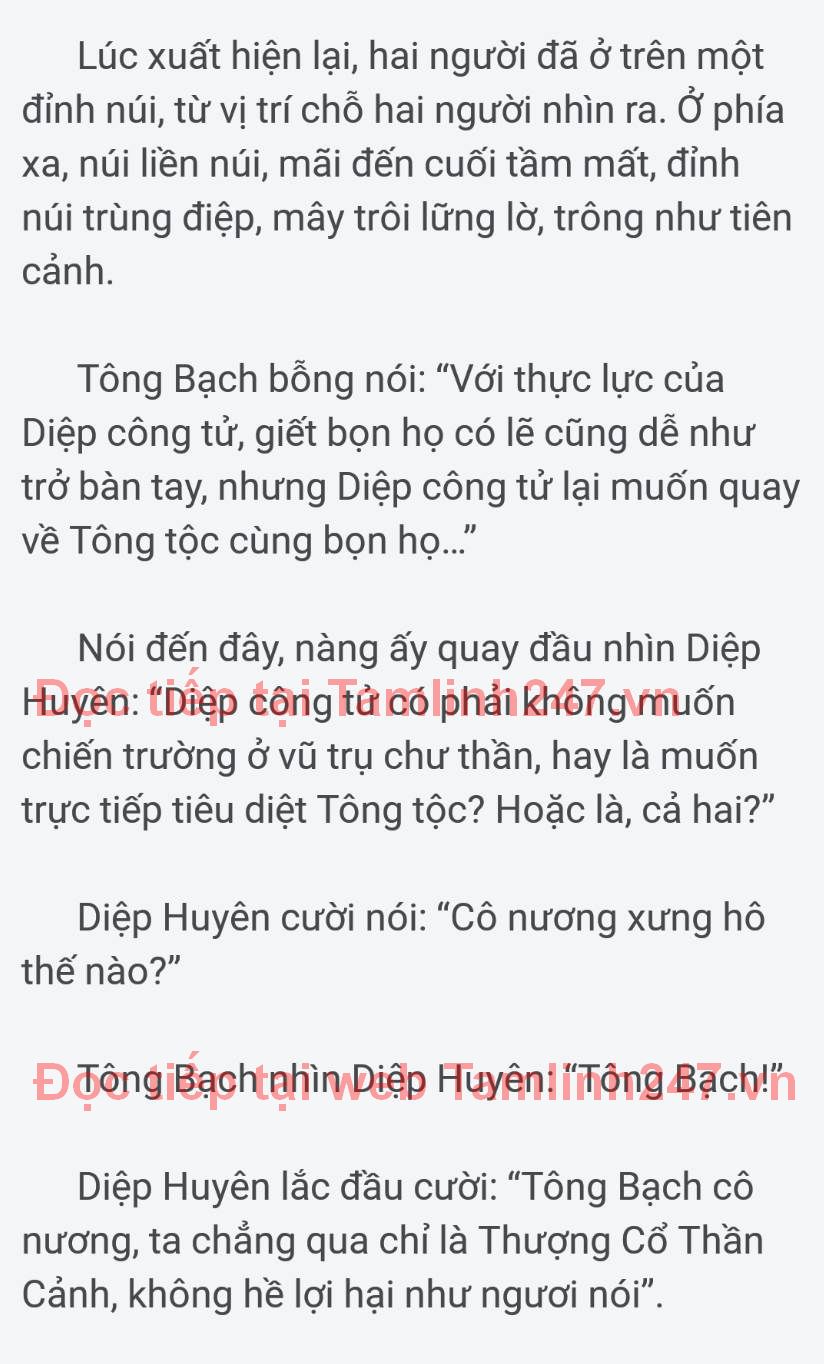 Lúc xuất hiện lại, hai người đã ở trên một
đỉnh núi, từ vị trí chỗ hai người nhìn ra. Ở phía
xa, núi liền núi, mãi đến cuối tầm mất, đỉnh
núi trùng điệp, mây trôi lững lờ, trông như tiên
cảnh.
Tông Bạch bỗng nói: “Với thực lực của
Diệp công tử, giết bọn họ có lẽ cũng dễ như
trở bàn tay, nhưng Diệp công tử lại muốn quay
về Tông tộc cùng bọn họ...”
Nói đến đây, nàng ấy quay đầu nhìn Diệp
Huyên: “Diệp công tử có phải không muốn
Đọc tiếp tại Tamlinh247.vn
chiến trường ở vũ trụ chư thần, hay là muốn
trực tiếp tiêu diệt Tông tộc? Hoặc là, cả hai?”
Diệp Huyên cười nói: “Cô nương xưng hô
thế nào?”
Tông Bạch nhìn Diệp Huyên: “Tông Bạch!”
Đọc tiếp tại web Tamlinh247.vn
Diệp Huyên lắc đầu cười: “Tông Bạch cô
nương, ta chẳng qua chỉ là Thượng Cổ Thần
Cảnh, không hề lợi hại như ngươi nói”.